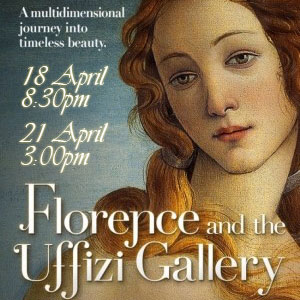 A multidimensional
journey into
timeless beauty.
18 April
8:30pm
21 April
3:00pm
Florence and the
Uffizi Gallery